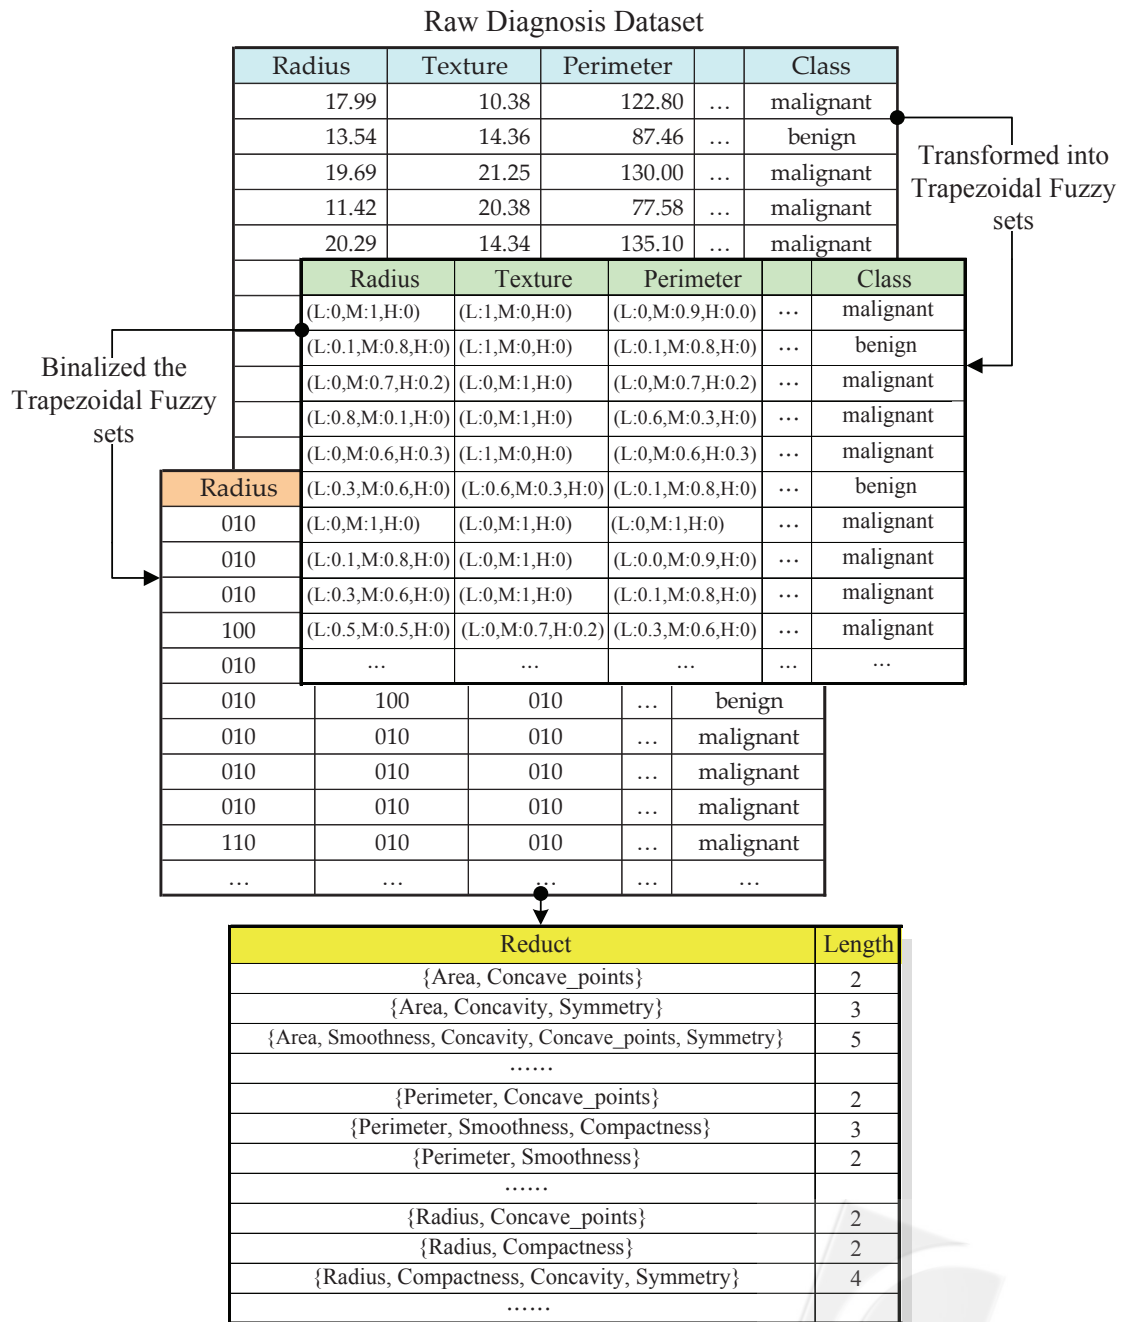 Raw Diagnosis Dataset
Radius Texture Perimeter Class
17.99 10.38 122.80 ... malignant
13.54 14.36 87.46 ... benign
19.69 21.25 130.00 ... malignant
11.42 20.38 77.58 ... malignant
20.29 14.34 135.10 ... malignant
Transformed into
Trapezoidal Fuzzy
sets
Radius Texture Perimeter Class
(L:0,M:1,H:0) (L:1,M:0,H:0) (L:0,M:0.9,H:0.0) ... malignant
(L:0.1,M:0.8,H:0) (L:1,M:0,H:0) (L:0.1,M:0.8,H:0) ... benign
(L:0,M:0.7,H:0.2) (L:0,M:1,H:0) (L:0,M:0.7,H:0.2) ... malignant
(L:0.8,M:0.1,H:0) (L:0,M:1,H:0) (L:0.6,M:0.3,H:0) ... malignant
(L:0,M:0.6,H:0.3) (L:1,M:0,H:0) (L:0,M:0.6,H:0.3) ... malignant
(L:0.3,M:0.6,H:0) (L:0.6,M:0.3,H:0) (L:0.1,M:0.8,H:0) ... benign
(L:0,M:1,H:0) (L:0,M:1,H:0) (L:0,M:1,H:0) ... malignant
(L:0.1,M:0.8,H:0) (L:0,M:1,H:0) (L:0.0,M:0.9,H:0) ... malignant
(L:0.3,M:0.6,H:0) (L:0,M:1,H:0) (L:0.1,M:0.8,H:0) ... malignant
(L:0.5,M:0.5,H:0) (L:0,M:0.7,H:0.2) (L:0.3,M:0.6,H:0) ... malignant
... ... ... ... ...
Binalized the
Trapezoidal Fuzzy
sets
Radius
010
010
010
100
010
010 100 010 ... benign
010 010 010 ... malignant
010 010 010 ... malignant
010 010 010 ... malignant
110 010 010 ... malignant
... ... ... ... ...
Reduct Length
{Area, Concave_points} 2
{Area, Concavity, Symmetry} 3
{Area, Smoothness, Concavity, Concave_points, Symmetry} 5
......
{Perimeter, Concave_points} 2
{Perimeter, Smoothness, Compactness} 3
{Perimeter, Smoothness} 2
......
{Radius, Concave_points} 2
{Radius, Compactness} 2
{Radius, Compactness, Concavity, Symmetry} 4
......